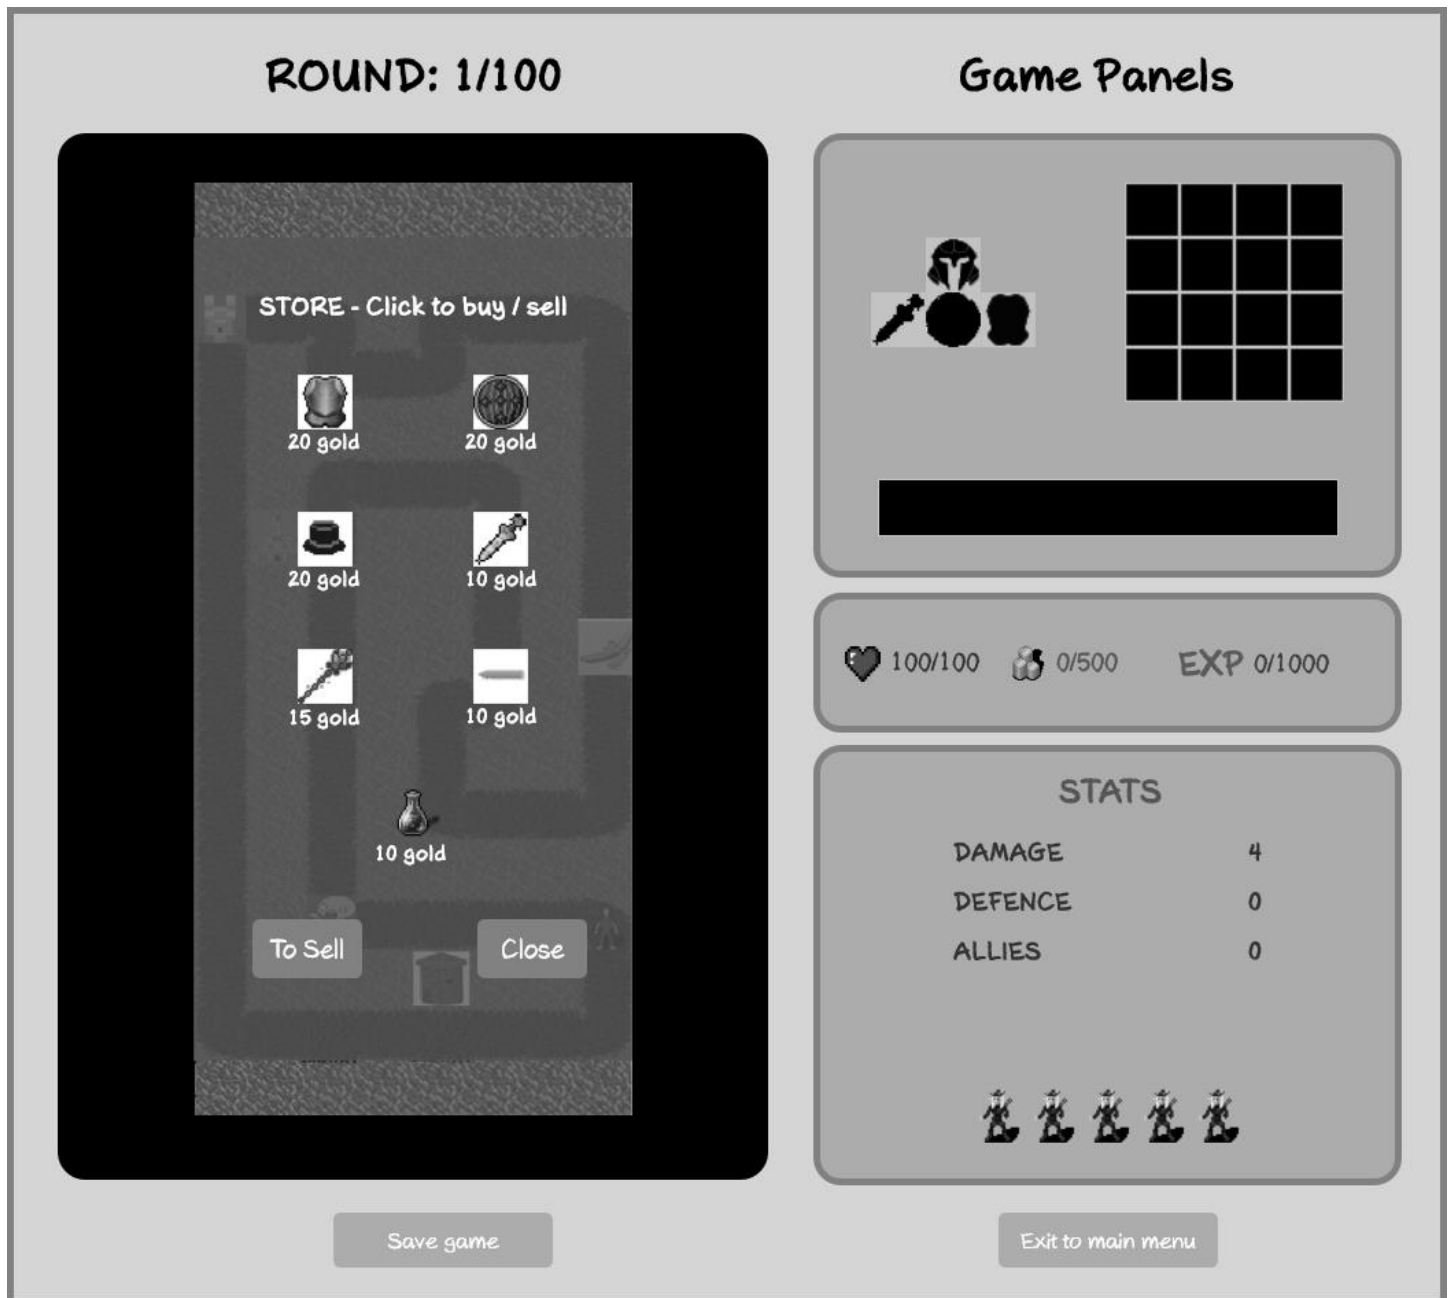 ROUND: 1/100
Game Panels
STORE - Click to buy / sell
20 gold
20 gold
20 gold
10 gold
15 gold
10 gold
10 gold
To Sell
Close
100/100
0/500
EXP 0/1000
STATS
DAMAGE 4
DEFENCE 0
ALLIES 0
Save game
Exit to main menu